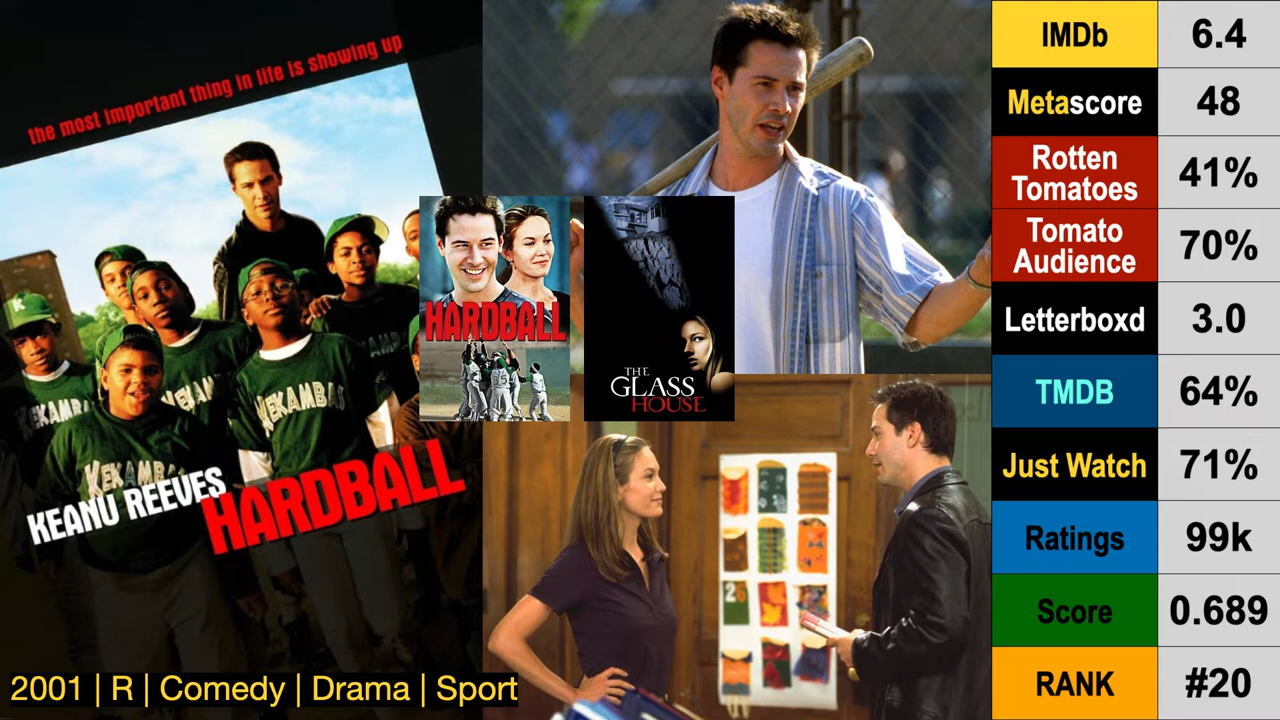 the most important thing in life is showing up
K
KEKAMBAS
KEKAMBAS
KEANU REEVES
HARDBALL
2001 | R | Comedy | Drama | Sport
HARDBALL
THE
GLASS
HOUSE
IMDb 6.4
Metascore 48
Rotten
Tomatoes 41%
Tomato
Audience 70%
Letterboxd 3.0
TMDB 64%
Just Watch 71%
Ratings 99k
Score 0.689
RANK #20